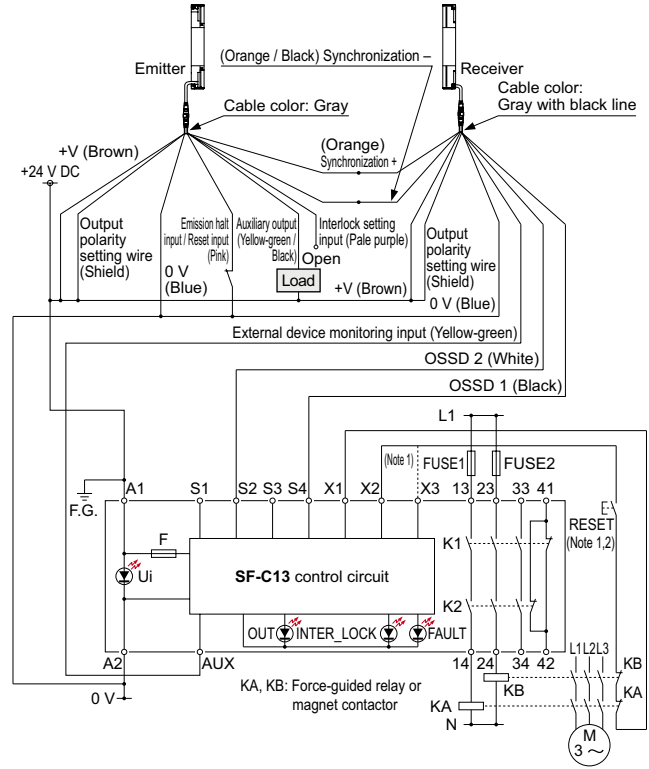 (Orange / Black) Synchronization –
Emitter
Receiver
Cable color: Gray
Cable color:
Gray with black line
+V (Brown)
(Orange)
Synchronization +
+24 V DC
Output
polarity
setting wire
(Shield)
0 V
(Blue)
Emission halt
input / Reset input
(Pink)
Auxiliary output
(Yellow-green /
Black)
Interlock setting
input (Pale purple)
Open
Load
Output
polarity
setting wire
(Shield)
+V (Brown)
0 V (Blue)
External device monitoring input (Yellow-green)
OSSD 2 (White)
OSSD 1 (Black)
L1
(Note 1)
FUSE1
FUSE2
F.G.
A1 S1 S2 S3 S4 X1 X2 X3 13 23 33 41
RESET
(Note 1,2)
F
K1
Ui
SF-C13 control circuit
K2
OUT INTER_LOCK FAULT
A2 AUX 14 24 34 42
L1 L2 L3
KB
KA
KA, KB: Force-guided relay or
magnet contactor
KB
KA
0 V
N
M
3 ~